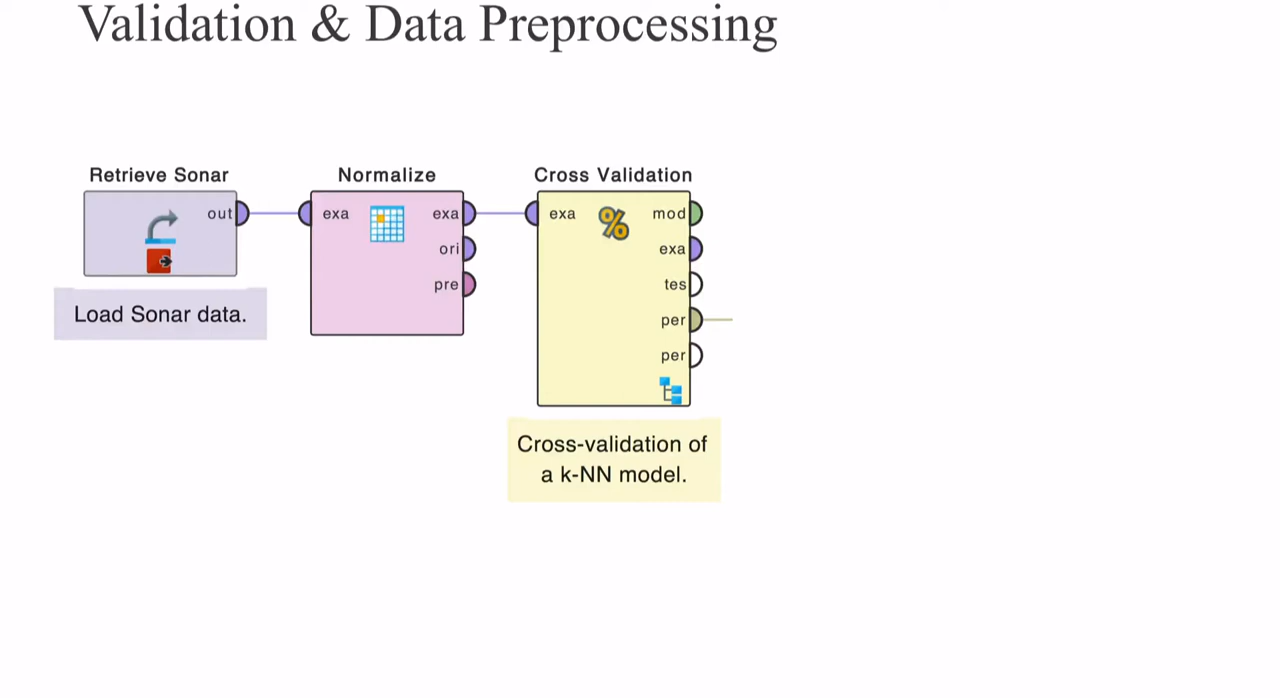 Validation & Data Preprocessing
Retrieve Sonar
out
Load Sonar data.
Normalize
exa
exa
ori
pre
Cross Validation
exa
%
mod
exa
tes
per
per
Cross-validation of
a k-NN model.